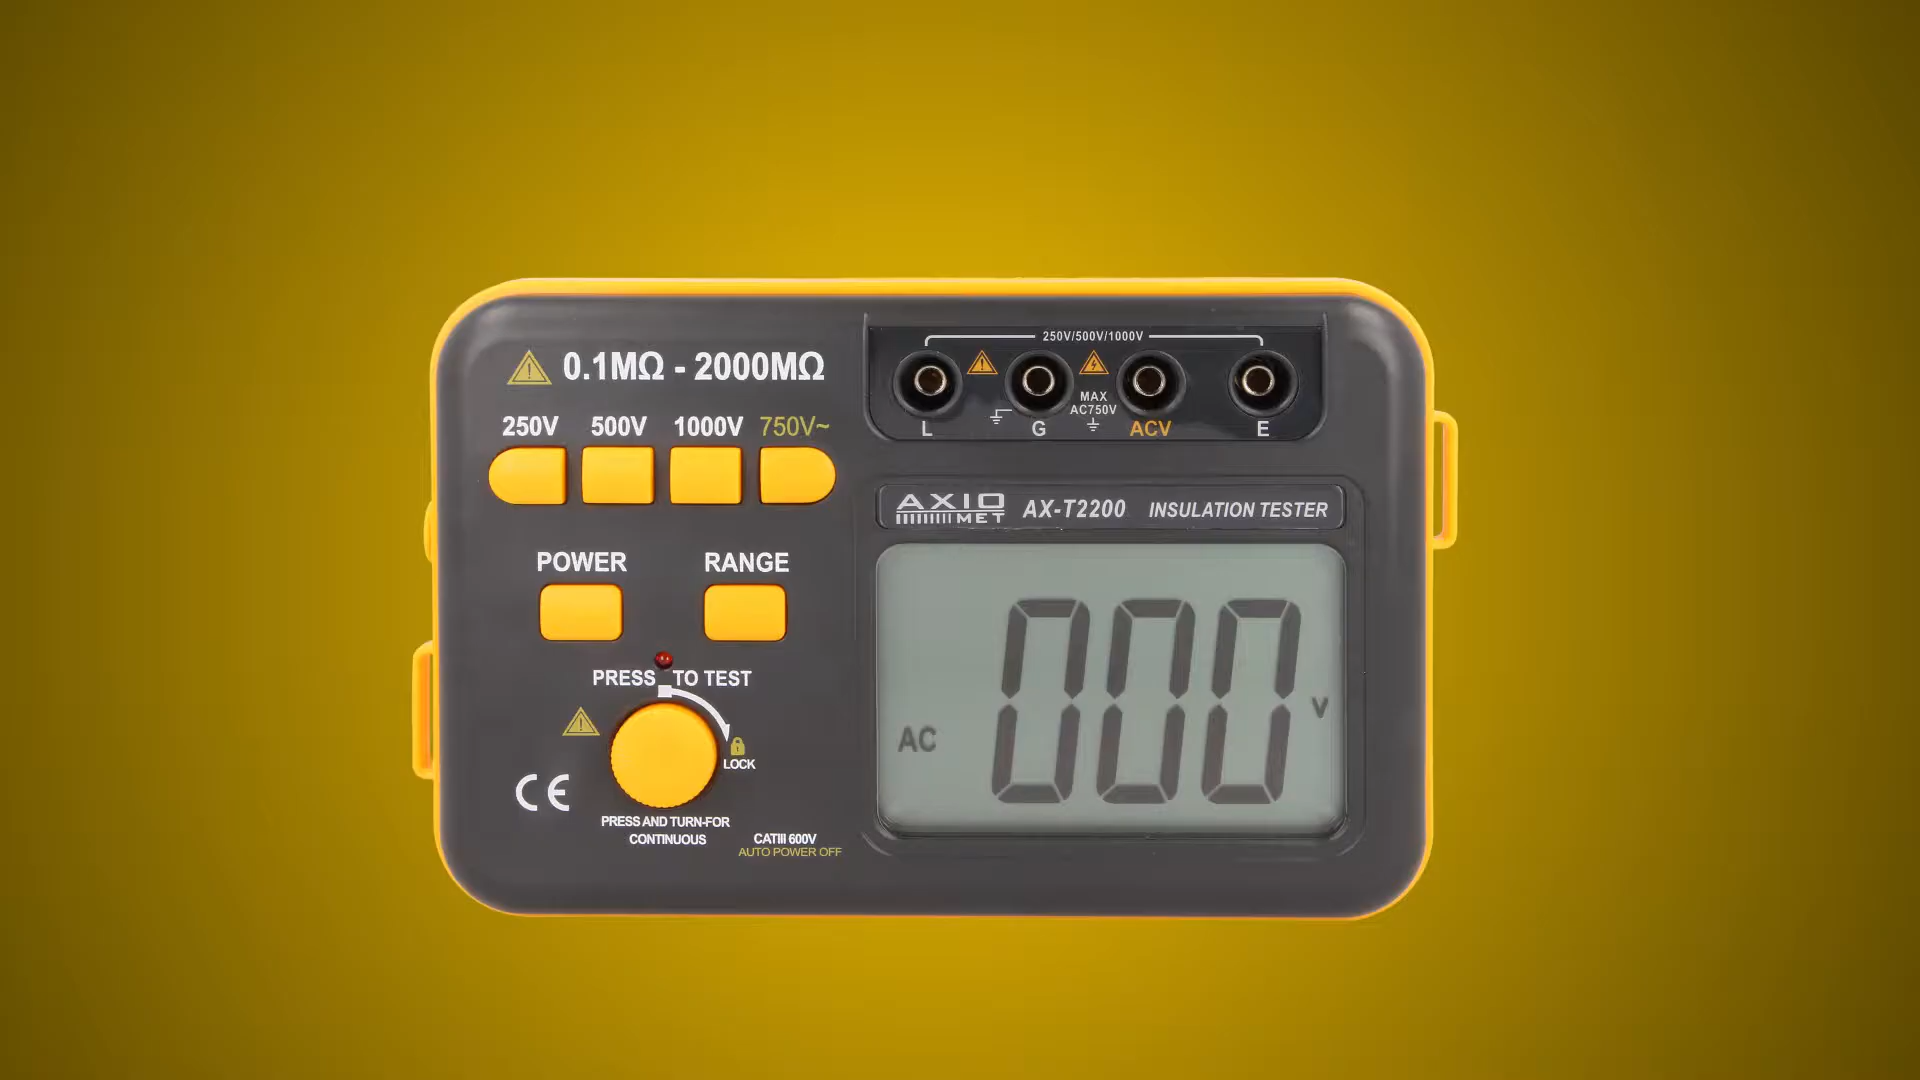 0.1MΩ - 2000MΩ
250V 500V 1000V 750V~
POWER RANGE
PRESS TO TEST
LOCK
CE
PRESS AND TURN-FOR
CONTINUOUS
CATIII 600V
AUTO POWER OFF
250V/500V/1000V
MAX
AC750V
L G ACV E
AXIO
MET
AX-T2200 INSULATION TESTER
000
V
AC